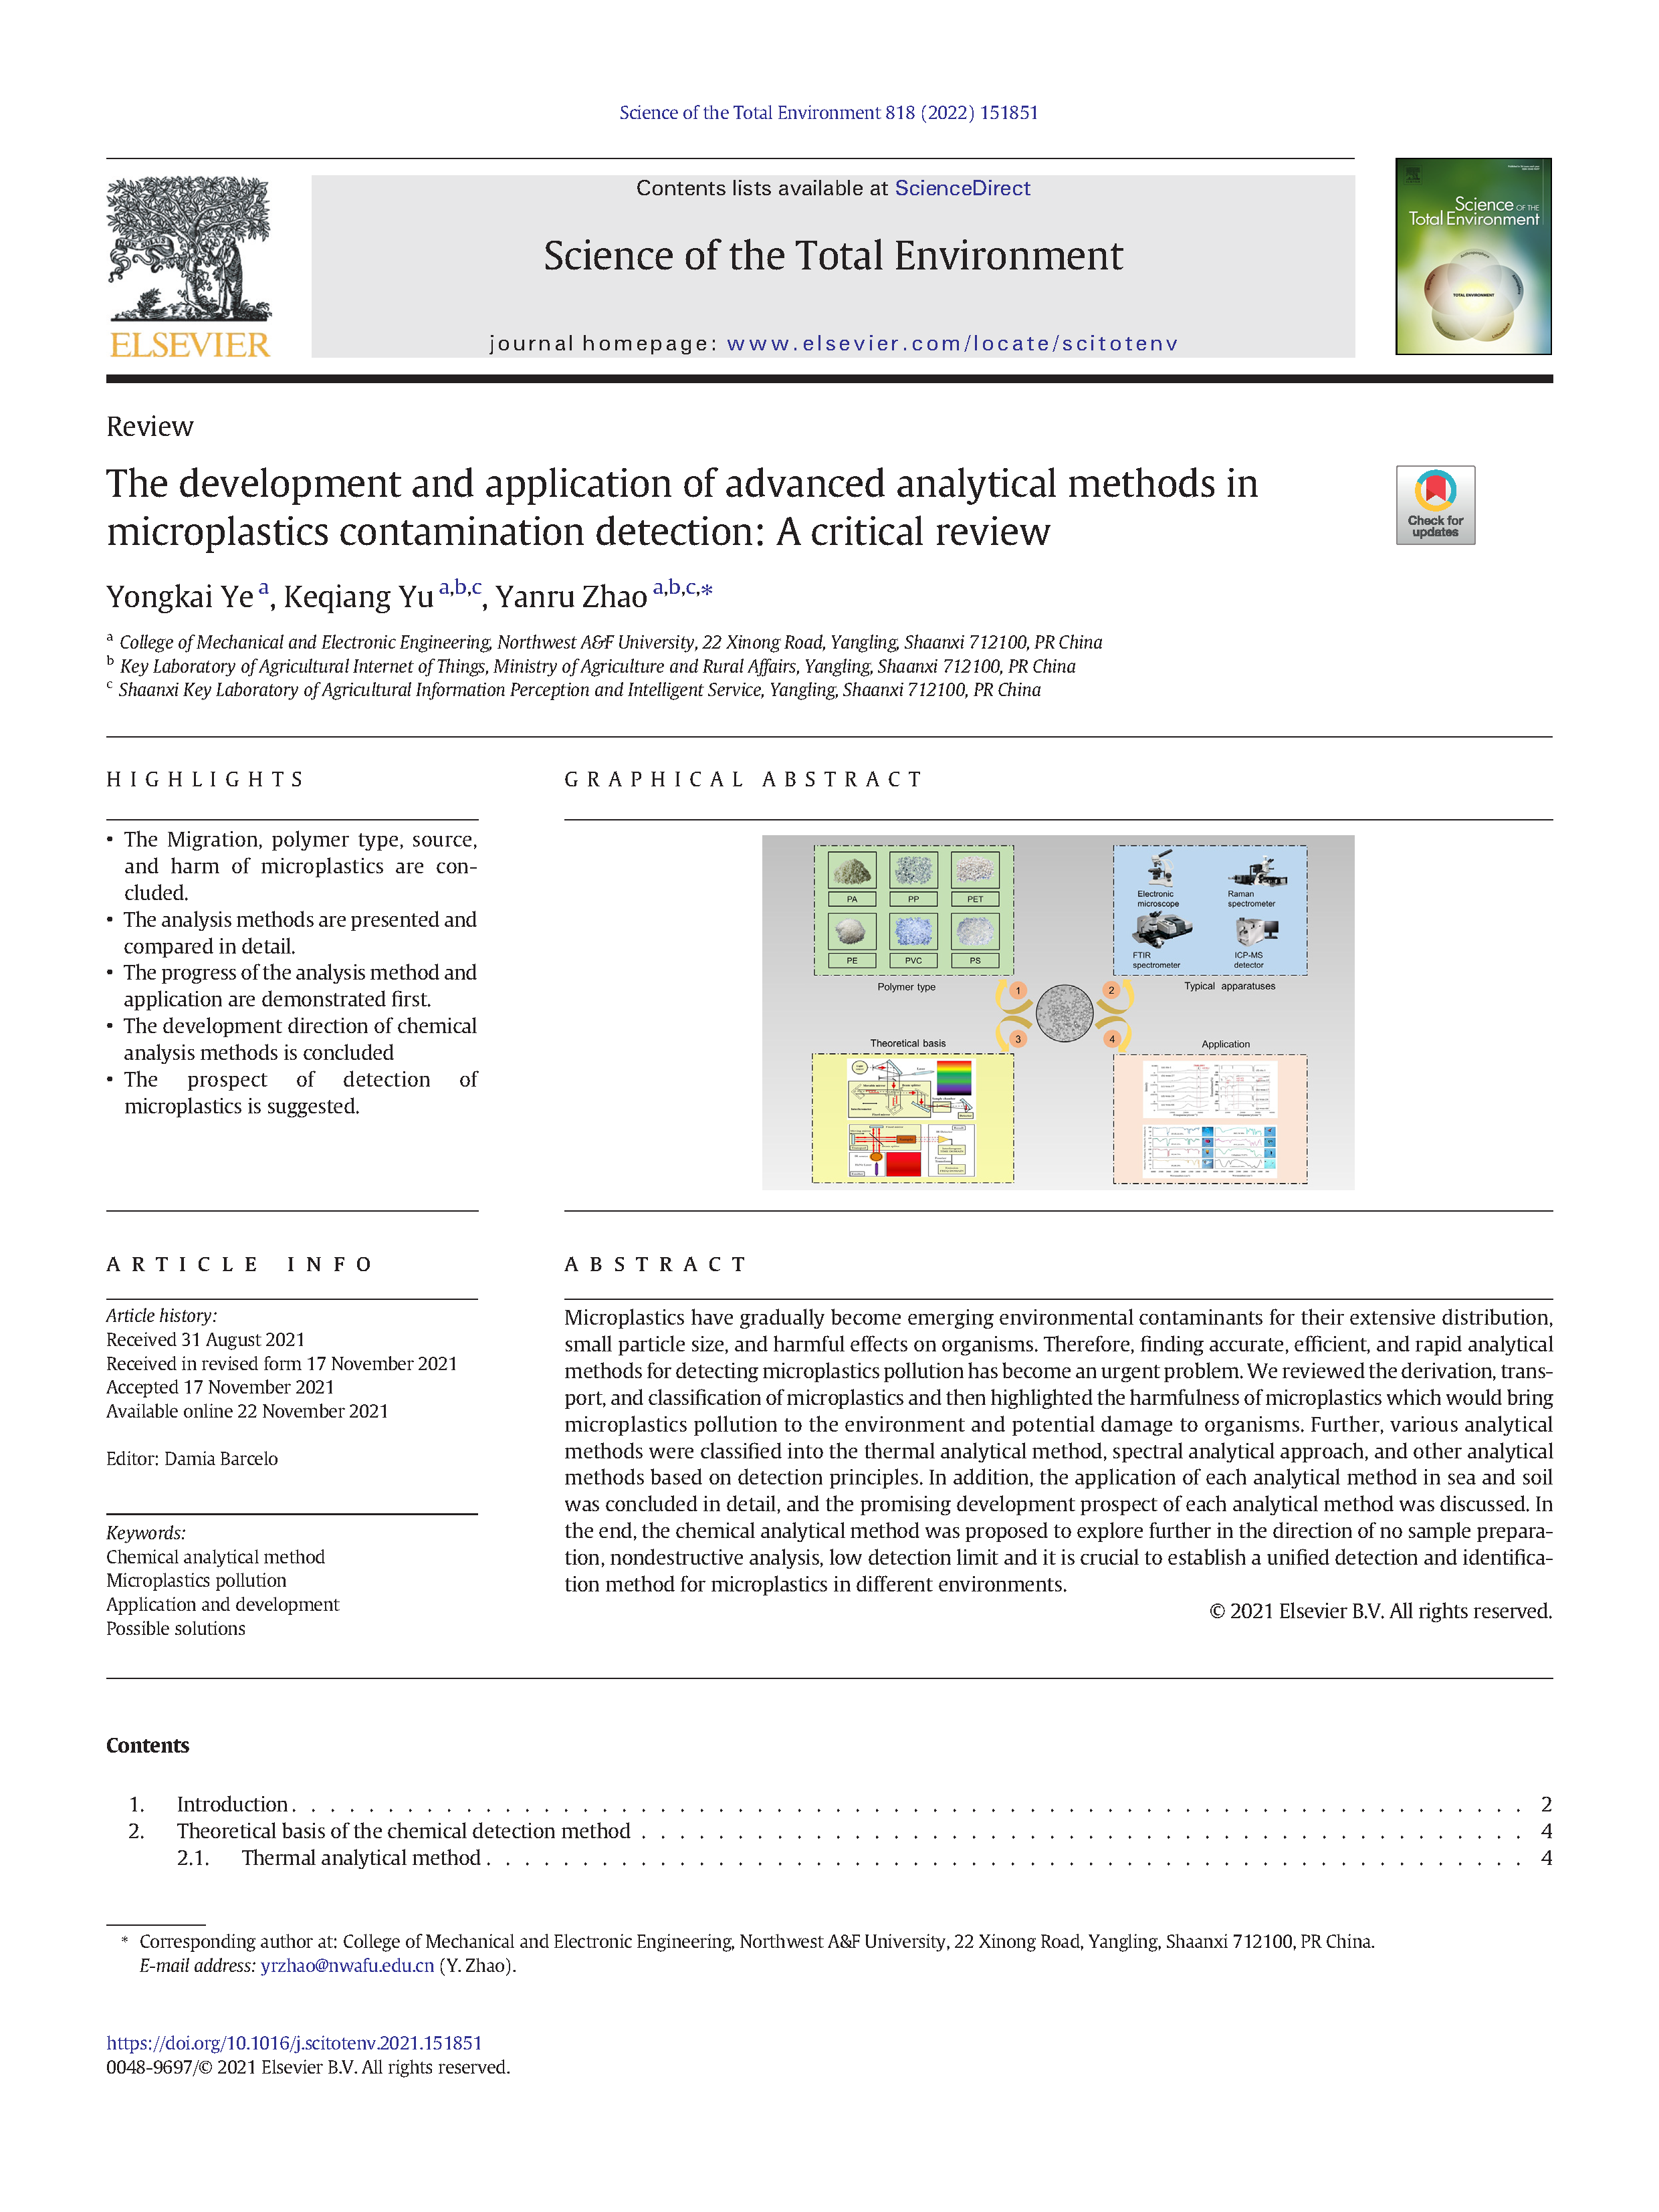 Science of the Total Environment 818 (2022) 151851
Contents lists available at ScienceDirect
Science of the Total Environment
journal homepage: www.elsevier.com/locate/scitotenv
ELSEVIER
Science OF THE
Total Environment
TOTAL ENVIRONMENT
Review
The development and application of advanced analytical methods in
microplastics contamination detection: A critical review
Check for
updates
Yongkai Ye a, Keqiang Yu a,b,c, Yanru Zhao a,b,c,*
a College of Mechanical and Electronic Engineering, Northwest A&F University, 22 Xinong Road, Yangling, Shaanxi 712100, PR China
b Key Laboratory of Agricultural Internet of Things, Ministry of Agriculture and Rural Affairs, Yangling, Shaanxi 712100, PR China
c Shaanxi Key Laboratory of Agricultural Information Perception and Intelligent Service, Yangling, Shaanxi 712100, PR China
HIGHLIGHTS
• The Migration, polymer type, source,
and harm of microplastics are con-
cluded.
• The analysis methods are presented and
compared in detail.
• The progress of the analysis method and
application are demonstrated first.
• The development direction of chemical
analysis methods is concluded
• The prospect of detection of
microplastics is suggested.
GRAPHICAL ABSTRACT
PA PP PET
PE PVC PS
Polymer type
Electronic
microscope
Raman
spectrometer
FTIR
spectrometer
ICP-MS
detector
Typical apparatuses
1 2
3 4
Theoretical basis
Application
ARTICLE INFO
Article history:
Received 31 August 2021
Received in revised form 17 November 2021
Accepted 17 November 2021
Available online 22 November 2021
Editor: Damia Barcelo
Keywords:
Chemical analytical method
Microplastics pollution
Application and development
Possible solutions
ABSTRACT
Microplastics have gradually become emerging environmental contaminants for their extensive distribution,
small particle size, and harmful effects on organisms. Therefore, finding accurate, efficient, and rapid analytical
methods for detecting microplastics pollution has become an urgent problem. We reviewed the derivation, trans-
port, and classification of microplastics and then highlighted the harmfulness of microplastics which would bring
microplastics pollution to the environment and potential damage to organisms. Further, various analytical
methods were classified into the thermal analytical method, spectral analytical approach, and other analytical
methods based on detection principles. In addition, the application of each analytical method in sea and soil
was concluded in detail, and the promising development prospect of each analytical method was discussed. In
the end, the chemical analytical method was proposed to explore further in the direction of no sample prepara-
tion, nondestructive analysis, low detection limit and it is crucial to establish a unified detection and identifica-
tion method for microplastics in different environments.
© 2021 Elsevier B.V. All rights reserved.
Contents
1. Introduction . . . . . . . . . . . . . . . . . . . . 2
2. Theoretical basis of the chemical detection method . . . . . . . . . . . . . . . . . . . . 4
2.1. Thermal analytical method . . . . . . . . . . . . . . . . . . . . 4
* Corresponding author at: College of Mechanical and Electronic Engineering, Northwest A&F University, 22 Xinong Road, Yangling, Shaanxi 712100, PR China.
E-mail address: yrzhao@nwafu.edu.cn (Y. Zhao).
https://doi.org/10.1016/j.scitotenv.2021.151851
0048-9697/© 2021 Elsevier B.V. All rights reserved.